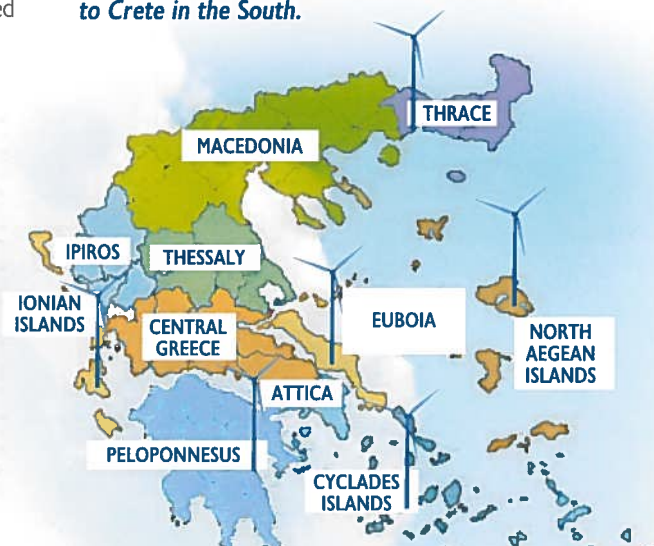 ed
to Crete in the South.
THRACE
MACEDONIA
IPIROS
THESSALY
IONIAN
ISLANDS
CENTRAL
GREECE
EUBOIA
NORTH
AEGEAN
ISLANDS
ATTICA
PELOPONNESUS
CYCLADES
ISLANDS